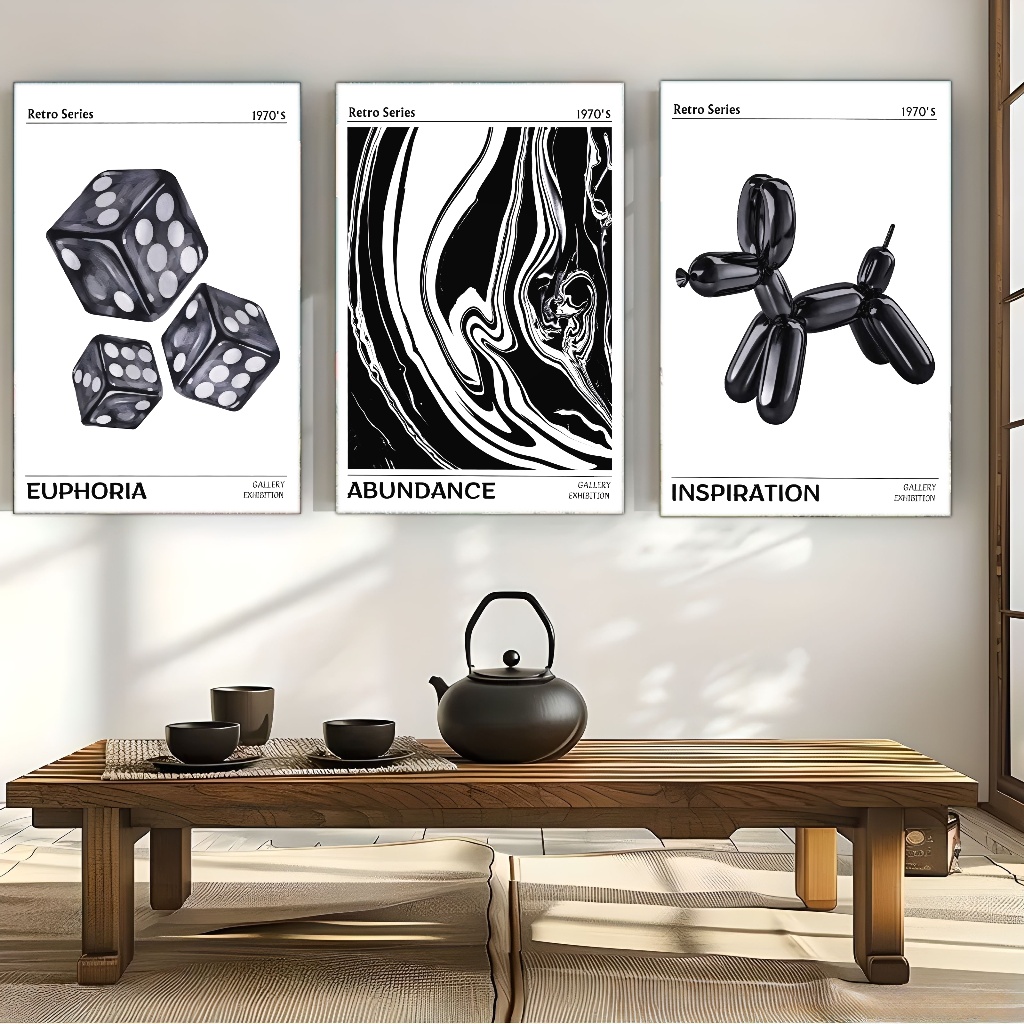 Retro Series 1970's
EUPHORIA
GALLERY
EXHIBITION
Retro Series 1970's
ABUNDANCE
GALLERY
EXHIBITION
Retro Series 1970's
INSPIRATION
GALLERY
EXHIBITION